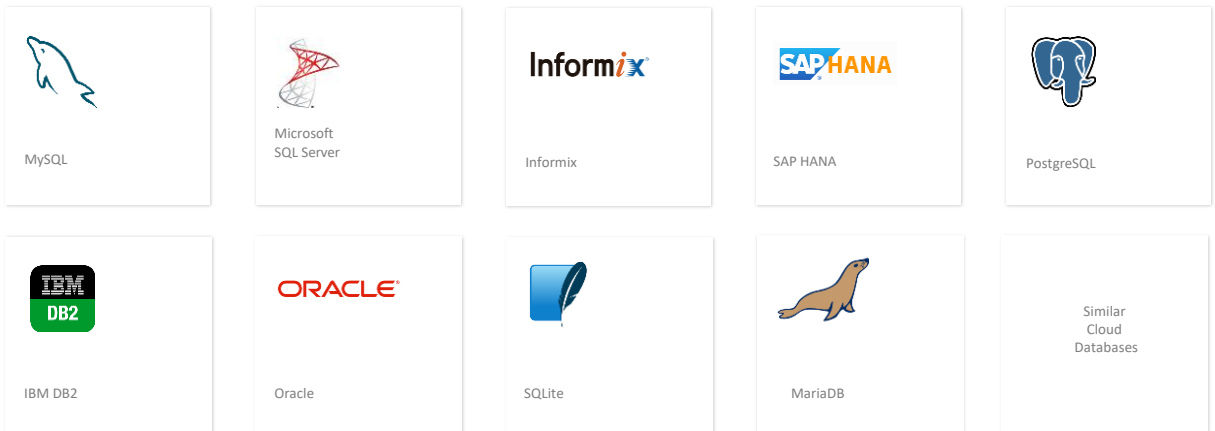 MySQL
Microsoft
SQL Server
Informix®
Informix
SAP HANA
®
SAP HANA
PostgreSQL
IBM
DB2
IBM DB2
ORACLE®
Oracle
SQLite
MariaDB
Similar
Cloud
Databases